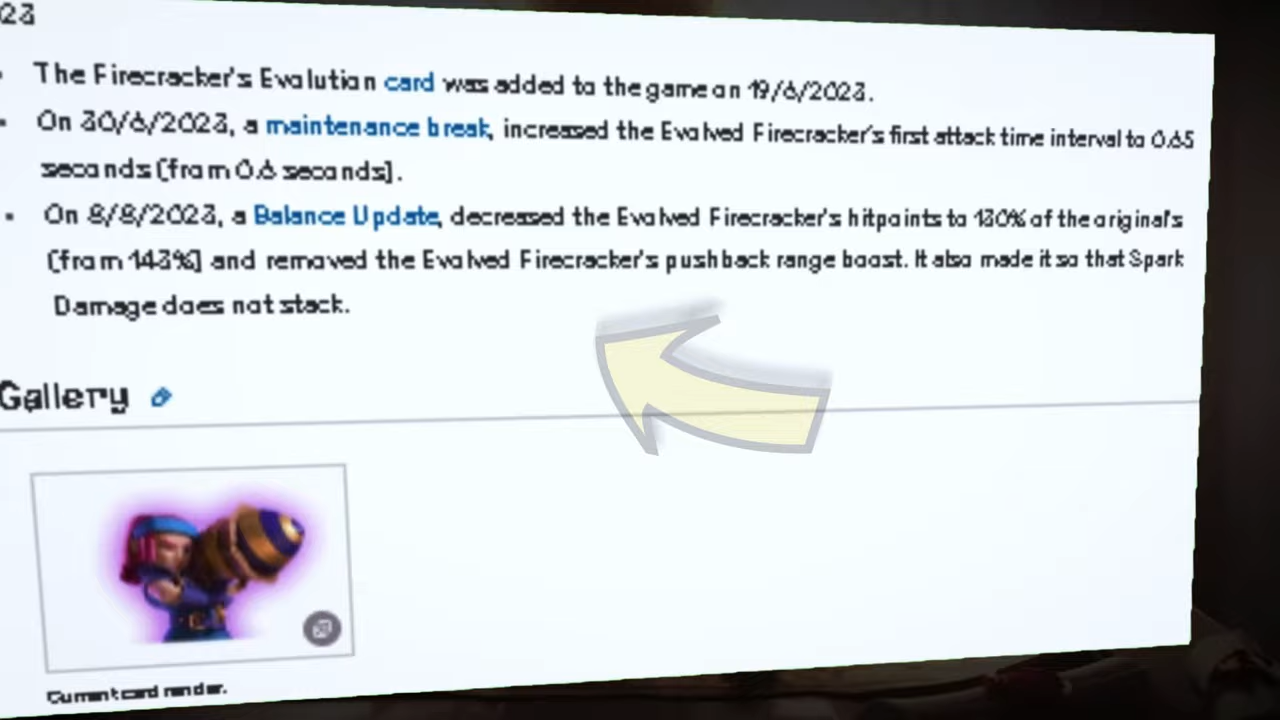 23
The Firecracker's Evolution card was added to the game on 19/6/2023.
On 30/6/2023, a maintenance break, increased the Evolved Firecracker's first attack time interval to 0.65
seconds (from 0.6 seconds).
On 8/8/2023, a Balance Update, decreased the Evolved Firecracker's hitpoints to 130% of the original's
(from 143%) and removed the Evolved Firecracker's pushback range boost. It also made it so that Spark
Damage does not stack.
Gallery
Current card render.